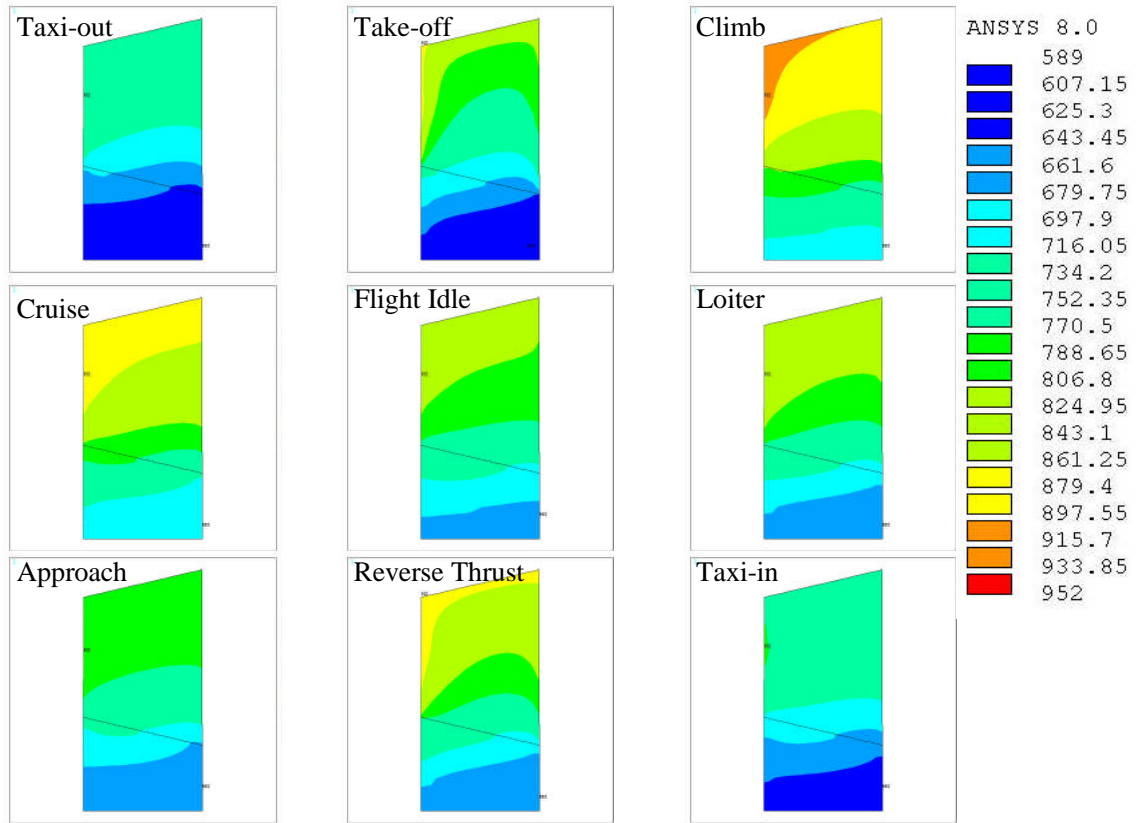 Taxi-out
Take-off
Climb
ANSYS 8.0
589
607.15
625.3
643.45
661.6
679.75
697.9
716.05
734.2
752.35
770.5
788.65
806.8
824.95
843.1
861.25
879.4
897.55
915.7
933.85
952
Cruise
Flight Idle
Loiter
Approach
Reverse Thrust
Taxi-in